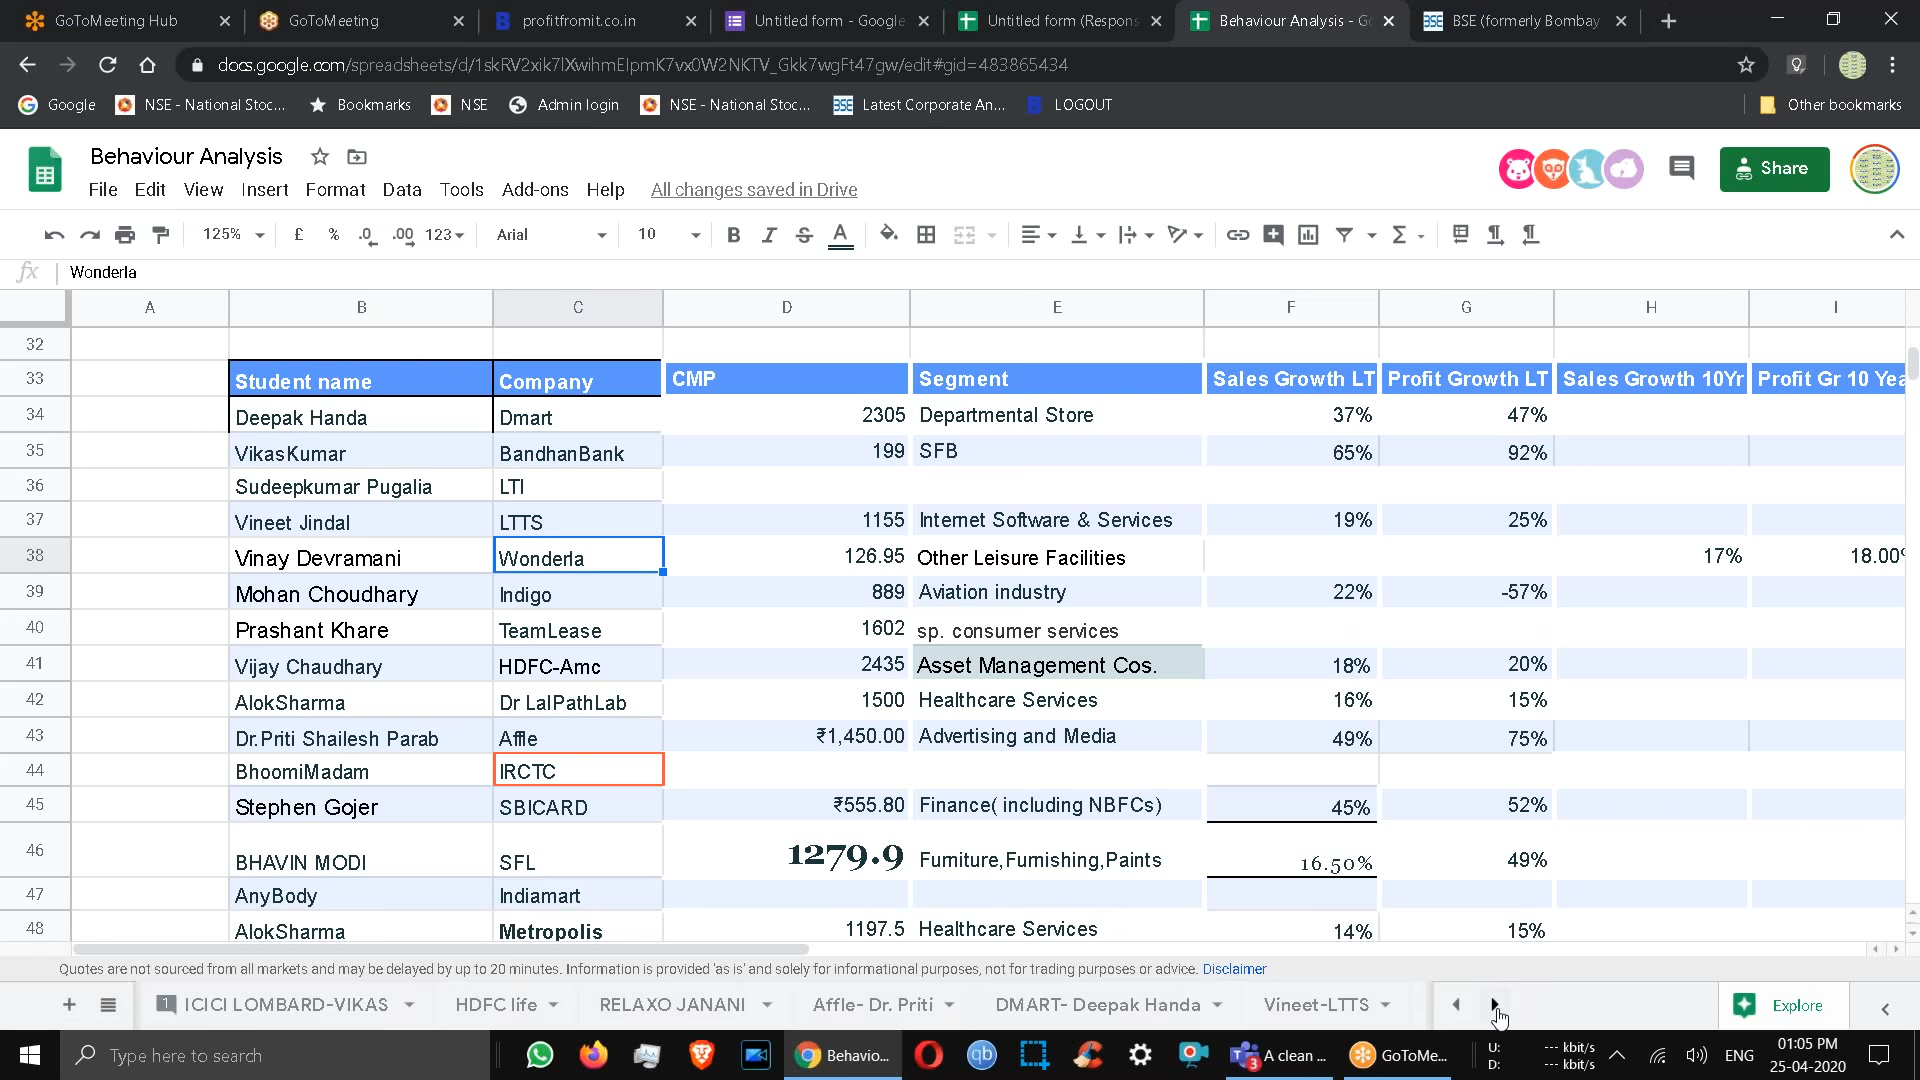 GoToMeeting Hub
GoToMeeting
profitfromit.co.in
Untitled form - Google
Untitled form (Respons
Behaviour Analysis - Go
BSE (formerly Bombay
docs.google.com/spreadsheets/d/1skRV2xik7lXwihmEIpmK7vx0W2NKTV_Gkk7wgFt47gw/edit#gid=483865434
Google
NSE - National Stoc...
Bookmarks
NSE
Admin login
NSE - National Stoc...
BSE Latest Corporate An...
LOGOUT
Other bookmarks
Behaviour Analysis
File Edit View Insert Format Data Tools Add-ons Help All changes saved in Drive
Share
125% £ % .0 .00 123 Arial 10 B I S A
fx Wonderla
A B C D E F G H I
32
33 Student name Company CMP Segment Sales Growth LT Profit Growth LT Sales Growth 10Yr Profit Gr 10 Yea
34 Deepak Handa Dmart 2305 Departmental Store 37% 47%
35 VikasKumar BandhanBank 199 SFB 65% 92%
36 Sudeepkumar Pugalia LTI
37 Vineet Jindal LTTS 1155 Internet Software & Services 19% 25%
38 Vinay Devramani Wonderla 126.95 Other Leisure Facilities 17% 18.00%
39 Mohan Choudhary Indigo 889 Aviation industry 22% -57%
40 Prashant Khare TeamLease 1602 sp. consumer services
41 Vijay Chaudhary HDFC-Amc 2435 Asset Management Cos. 18% 20%
42 AlokSharma Dr LalPathLab 1500 Healthcare Services 16% 15%
43 Dr.Priti Shailesh Parab Affle ₹1,450.00 Advertising and Media 49% 75%
44 BhoomiMadam IRCTC
45 Stephen Gojer SBICARD ₹555.80 Finance( including NBFCs) 45% 52%
46 BHAVIN MODI SFL 1279.9 Furniture,Furnishing,Paints 16.50% 49%
47 AnyBody Indiamart
48 AlokSharma Metropolis 1197.5 Healthcare Services 14% 15%
Quotes are not sourced from all markets and may be delayed by up to 20 minutes. Information is provided 'as is' and solely for informational purposes, not for trading purposes or advice. Disclaimer
1 ICICI LOMBARD-VIKAS HDFC life RELAXO JANANI Affle- Dr. Priti DMART- Deepak Handa Vineet-LTTS Explore
Type here to search
Behavio...
A clean ...
GoToMe...
U: --- kbit/s
D: --- kbit/s
ENG
01:05 PM
25-04-2020